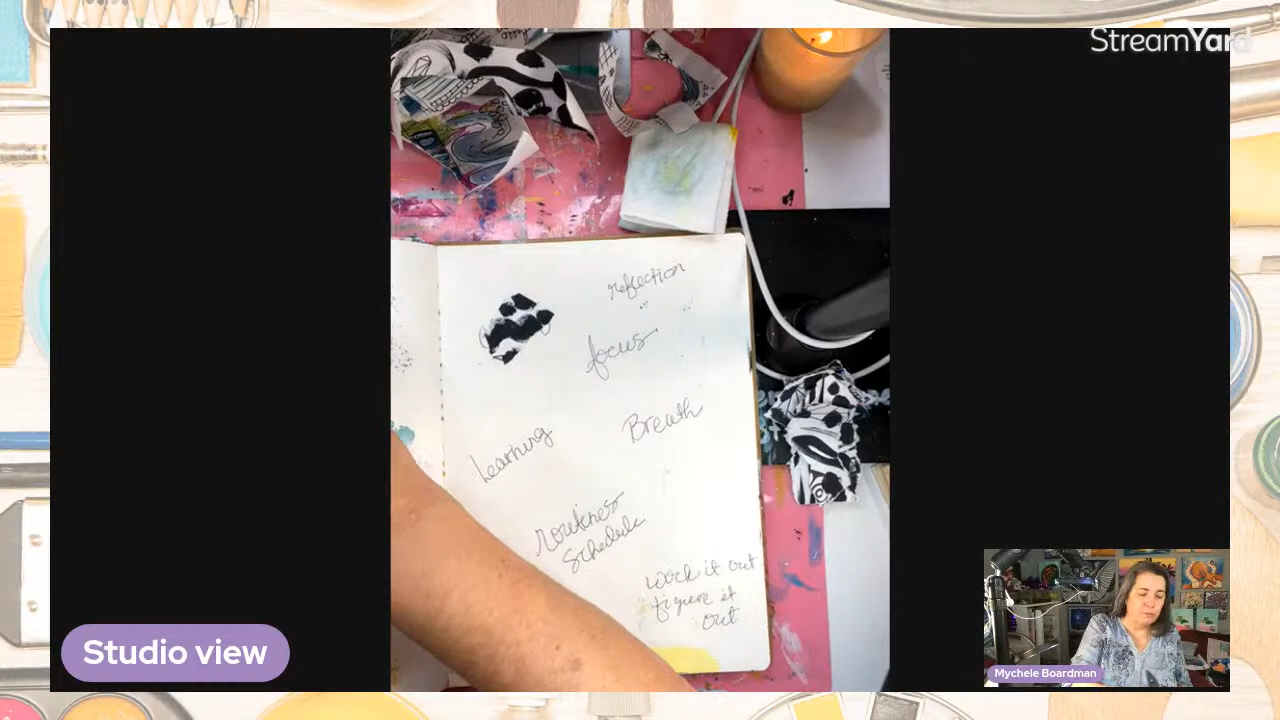 StreamYard
reflection
focus
Breath
Learning
Routines
Schedule
work it out
figure it
out
Studio view
Mychele Boardman